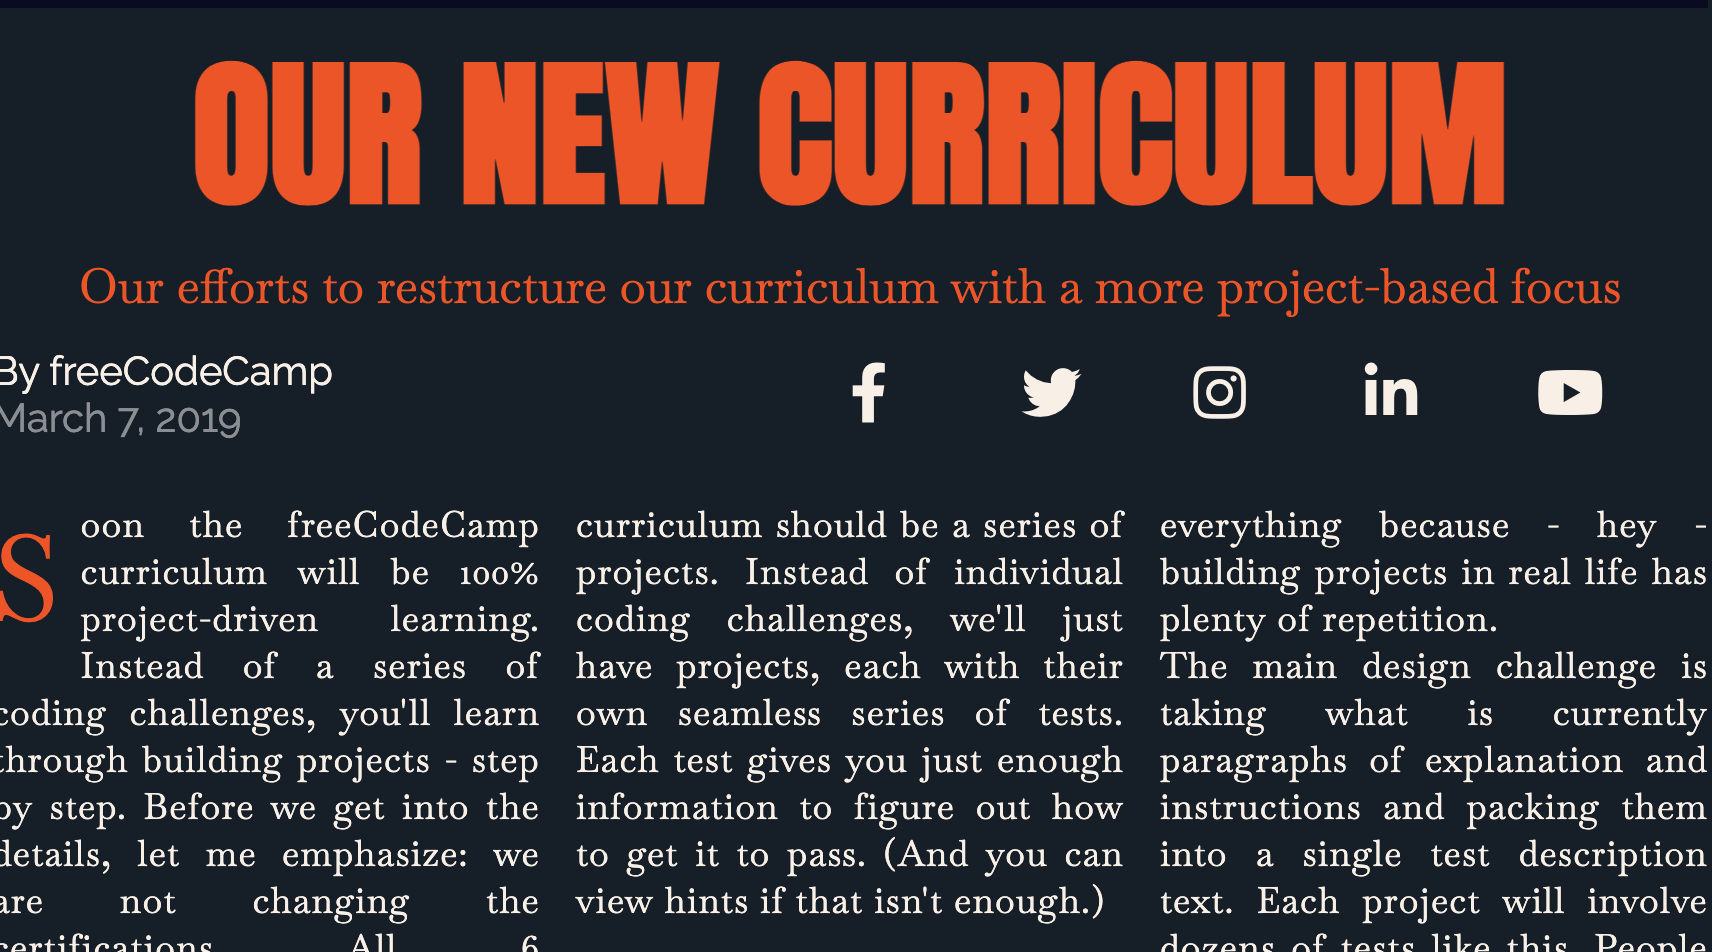 OUR NEW CURRICULUM
Our efforts to restructure our curriculum with a more project-based focus
By freeCodeCamp
March 7, 2019
Soon the freeCodeCamp
curriculum will be 100%
project-driven learning.
Instead of a series of
coding challenges, you'll learn
through building projects - step
by step. Before we get into the
details, let me emphasize: we
are not changing the
certifications. All 6
curriculum should be a series of
projects. Instead of individual
coding challenges, we'll just
have projects, each with their
own seamless series of tests.
Each test gives you just enough
information to figure out how
to get it to pass. (And you can
view hints if that isn't enough.)
everything because - hey -
building projects in real life has
plenty of repetition.
The main design challenge is
taking what is currently
paragraphs of explanation and
instructions and packing them
into a single test description
text. Each project will involve
dozens of tests like this. People